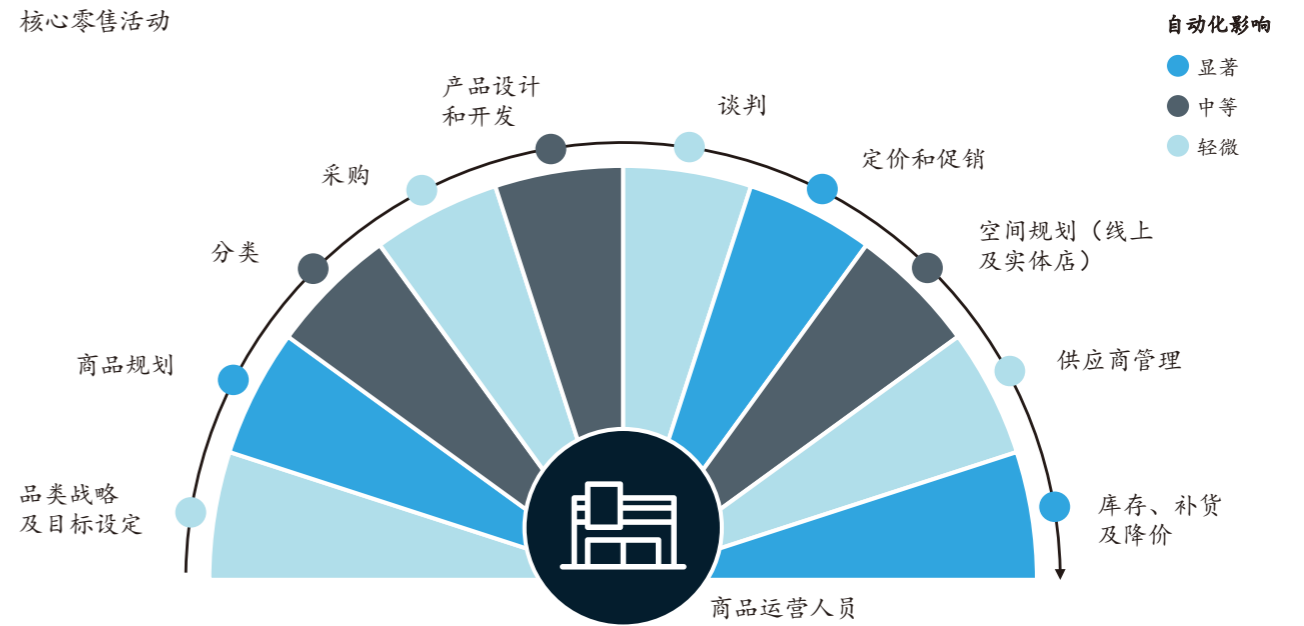 核心零售活动
自动化影响
显著
中等
轻微
品类战略
及目标设定
商品规划
分类
采购
产品设计
和开发
谈判
定价和促销
空间规划（线上
及实体店）
供应商管理
库存、补货
及降价
商品运营人员